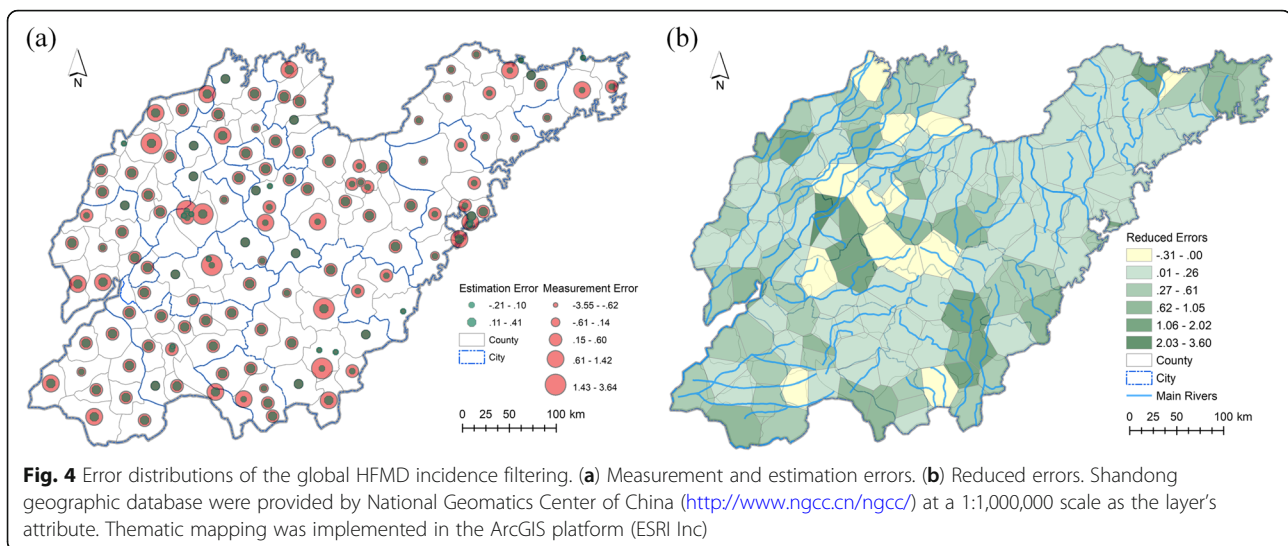 (a)
N
Estimation Error
-.21 - .10
.11 - .41
County
City
Measurement Error
-3.55 - -.62
-.61 - .14
.15 - .60
.61 - 1.42
1.43 - 3.64
0 25 50 100 km
(b)
N
Reduced Errors
-.31 - .00
.01 - .26
.27 - .61
.62 - 1.05
1.06 - 2.02
2.03 - 3.60
County
City
Main Rivers
0 25 50 100 km
Fig. 4 Error distributions of the global HFMD incidence filtering. (a) Measurement and estimation errors. (b) Reduced errors. Shandong
geographic database were provided by National Geomatics Center of China (http://www.ngcc.cn/ngcc/) at a 1:1,000,000 scale as the layer's
attribute. Thematic mapping was implemented in the ArcGIS platform (ESRI Inc)